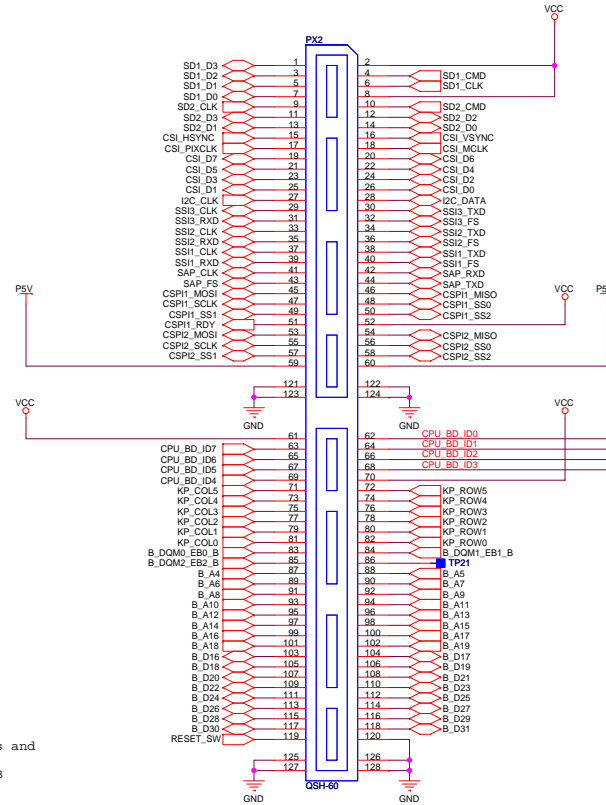 VCC
PX2
SD1_D3 1 2
SD1_D2 3 4 SD1_CMD
SD1_D1 5 6 SD1_CLK
SD1_D0 7 8
SD2_CLK 9 10 SD2_CMD
SD2_D3 11 12 SD2_D2
SD2_D1 13 14 SD2_D0
CSI_HSYNC 15 16 CSI_VSYNC
CSI_PIXCLK 17 18 CSI_MCLK
CSI_D7 19 20 CSI_D6
CSI_D5 21 22 CSI_D4
CSI_D3 23 24 CSI_D2
CSI_D1 25 26 CSI_D0
I2C_CLK 27 28 I2C_DATA
SSI3_CLK 29 30 SSI3_TXD
SSI3_RXD 31 32 SSI3_FS
SSI2_CLK 33 34 SSI2_TXD
SSI2_RXD 35 36 SSI2_FS
SSI1_CLK 37 38 SSI1_TXD
SSI1_RXD 39 40 SSI1_FS
SAP_CLK 41 42 SAP_RXD
SAP_FS 43 44 SAP_TXD
P5V CSPI1_MOSI 45 46 CSPI1_MISO VCC
CSPI1_SCLK 47 48 CSPI1_SS0
CSPI1_SS1 49 50 CSPI1_SS2
CSPI1_RDY 51 52
CSPI2_MOSI 53 54 CSPI2_MISO
CSPI2_SCLK 55 56 CSPI2_SS0
CSPI2_SS1 57 58 CSPI2_SS2
59 60
121 122
123 124
VCC GND GND VCC
61 62 CPU_BD_ID0
CPU_BD_ID7 63 64 CPU_BD_ID1
CPU_BD_ID6 65 66 CPU_BD_ID2
CPU_BD_ID5 67 68 CPU_BD_ID3
CPU_BD_ID4 69 70
KP_COL5 71 72 KP_ROW5
KP_COL4 73 74 KP_ROW4
KP_COL3 75 76 KP_ROW3
KP_COL2 77 78 KP_ROW2
KP_COL1 79 80 KP_ROW1
KP_COL0 81 82 KP_ROW0
B_DQM0_EB0_B 83 84 B_DQM1_EB1_B
B_DQM2_EB2_B 85 86 TP21
B_A4 87 88 B_A5
B_A6 89 90 B_A7
B_A8 91 92 B_A9
B_A10 93 94 B_A11
B_A12 95 96 B_A13
B_A14 97 98 B_A15
B_A16 99 100 B_A17
B_A18 101 102 B_A19
B_D16 103 104 B_D17
B_D18 105 106 B_D19
B_D20 107 108 B_D21
B_D22 109 110 B_D23
B_D24 111 112 B_D25
B_D26 113 114 B_D27
B_D28 115 116 B_D29
B_D30 117 118 B_D31
RESET_SW 119 120
and
125 126
127 128
QSH-60
GND GND